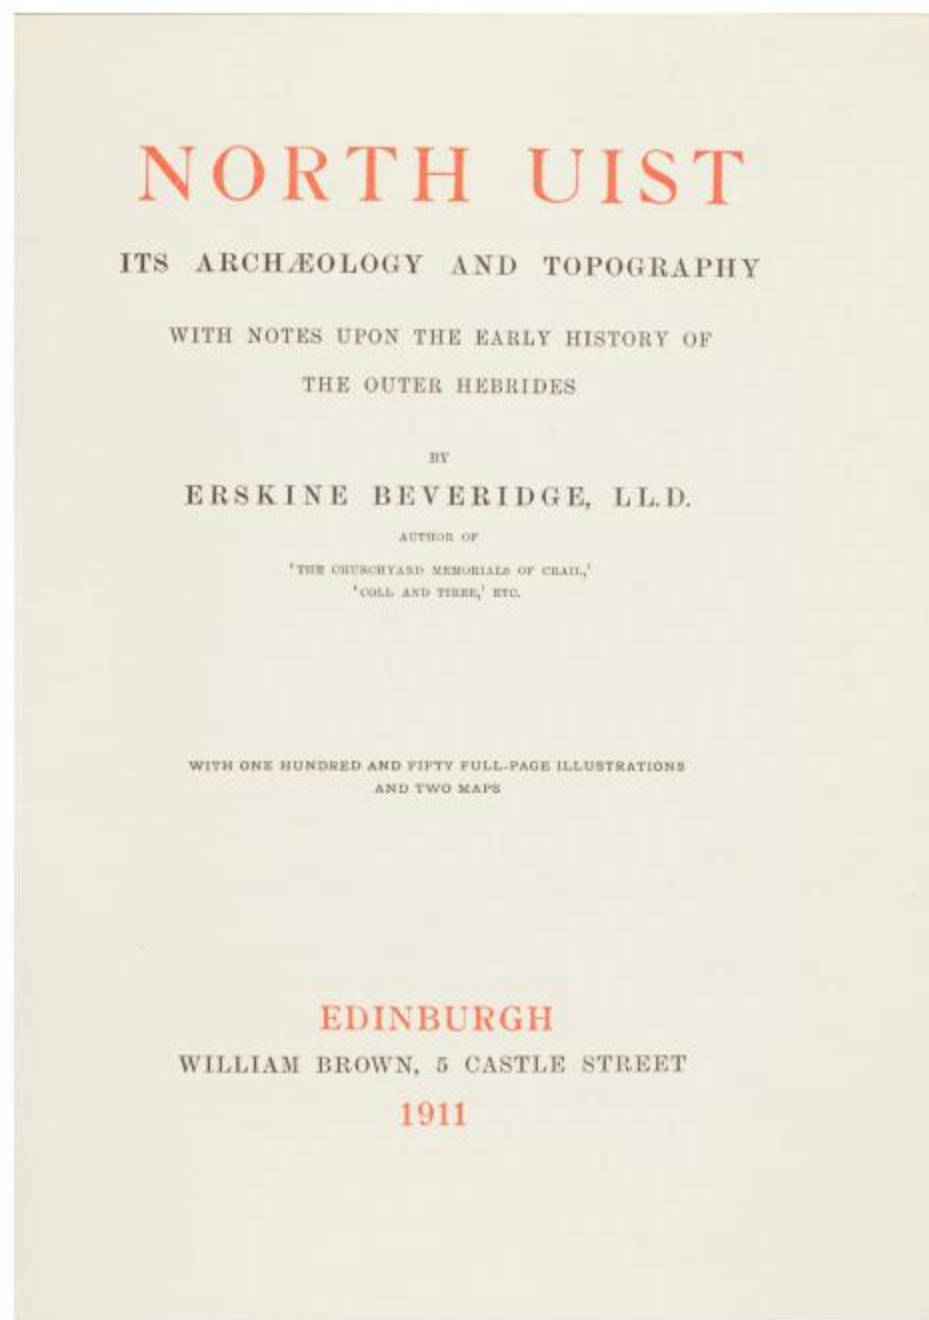 NORTH UIST
ITS ARCHÆOLOGY AND TOPOGRAPHY
WITH NOTES UPON THE EARLY HISTORY OF
THE OUTER HEBRIDES
BY
ERSKINE BEVERIDGE, LL.D.
AUTHOR OF
'THE CHURCHYARD MEMORIALS OF CRAIL,'
'COLL AND TIREE,' ETC.
WITH ONE HUNDRED AND FIFTY FULL-PAGE ILLUSTRATIONS
AND TWO MAPS
EDINBURGH
WILLIAM BROWN, 5 CASTLE STREET
1911